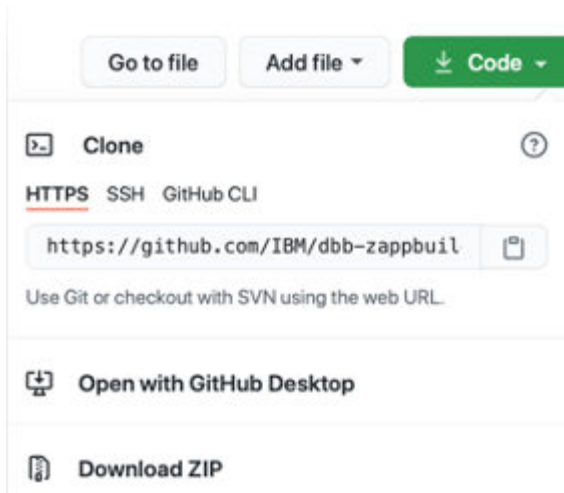 Go to file Add file Code
Clone
HTTPS SSH GitHub CLI
https://github.com/IBM/dbb-zappbuil
Use Git or checkout with SVN using the web URL.
Open with GitHub Desktop
Download ZIP